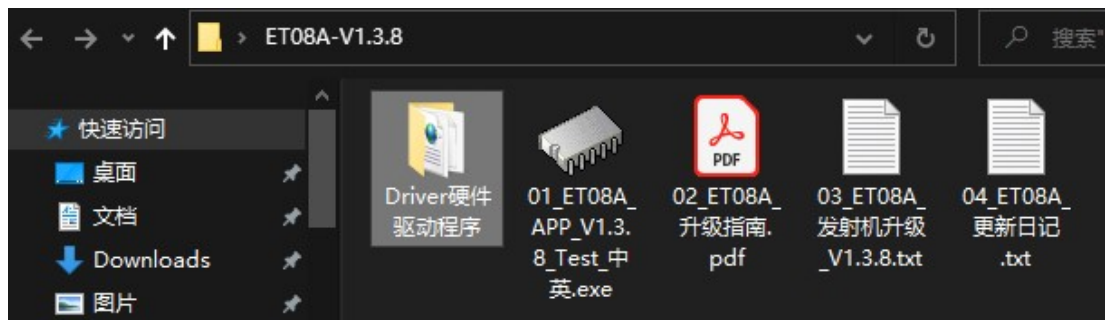 ET08A-V1.3.8
搜索"
快速访问
桌面
文档
Downloads
图片
Driver硬件
驱动程序
01_ET08A_
APP_V1.3.
8_Test_中
英.exe
PDF
02_ET08A_
升级指南.
pdf
03_ET08A_
发射机升级
_V1.3.8.txt
04_ET08A_
更新日记
.txt